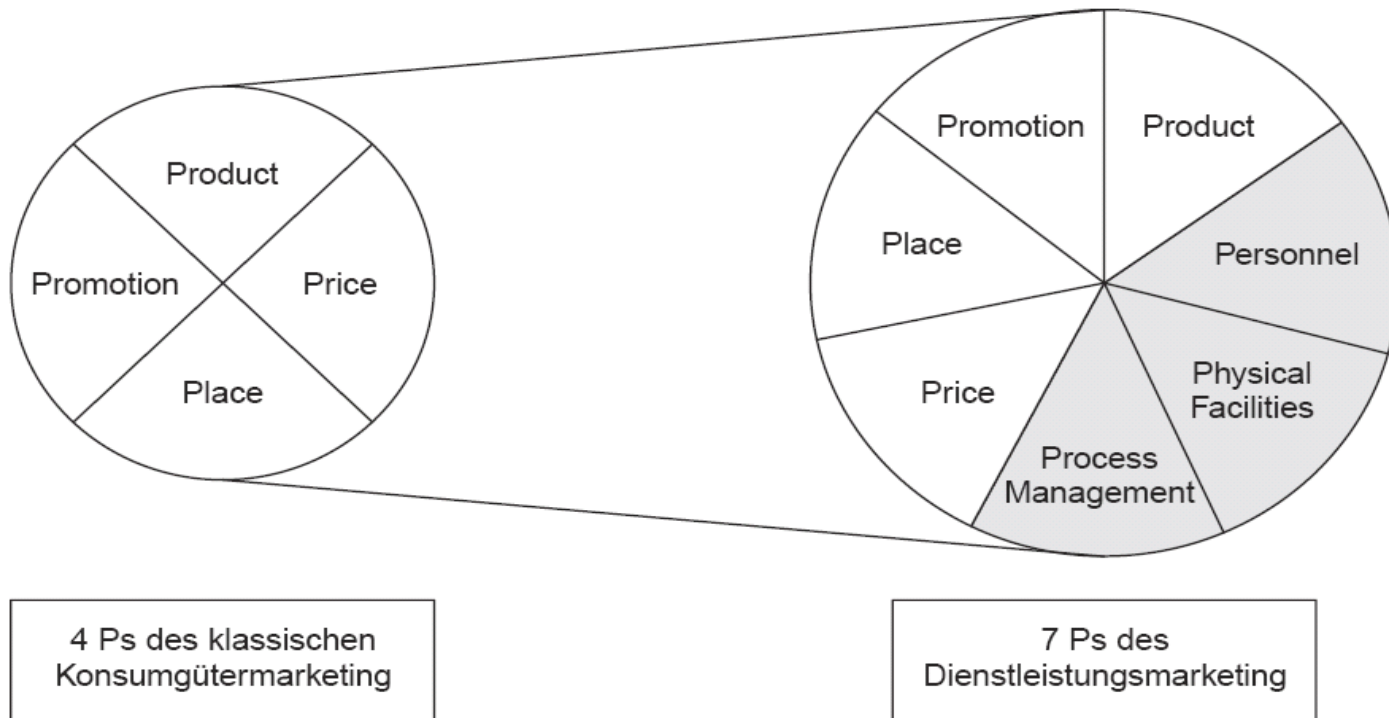 Product
Promotion
Price
Place
Promotion
Product
Place
Personnel
Price
Physical
Facilities
Process
Management
4 Ps des klassischen
Konsumgütermarketing
7 Ps des
Dienstleistungsmarketing